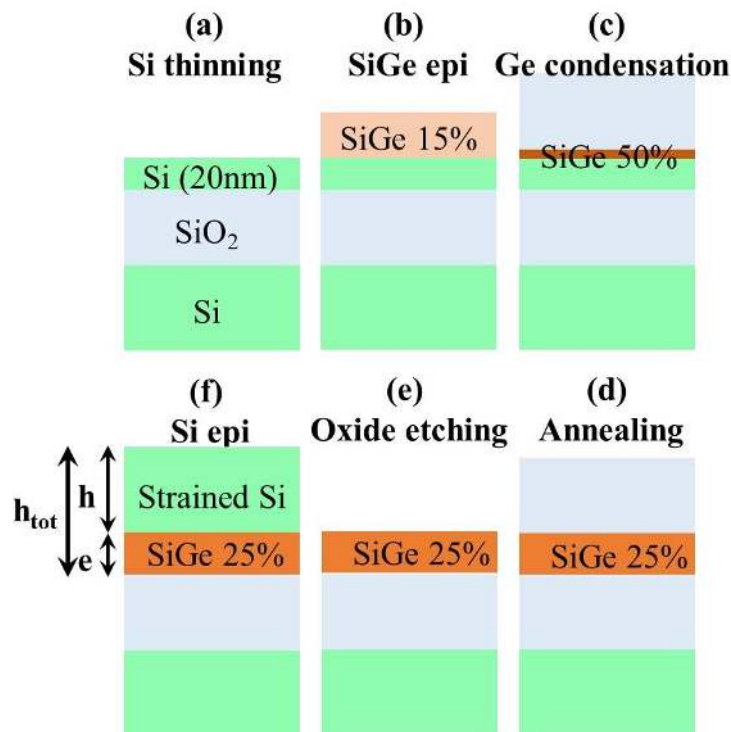 (a)
Si thinning
(b)
SiGe epi
(c)
Ge condensation
Si (20nm)
SiO₂
Si
SiGe 15%
SiGe 50%
(f)
Si epi
(e)
Oxide etching
(d)
Annealing
h_tot
h
e
Strained Si
SiGe 25%
SiGe 25%
SiGe 25%